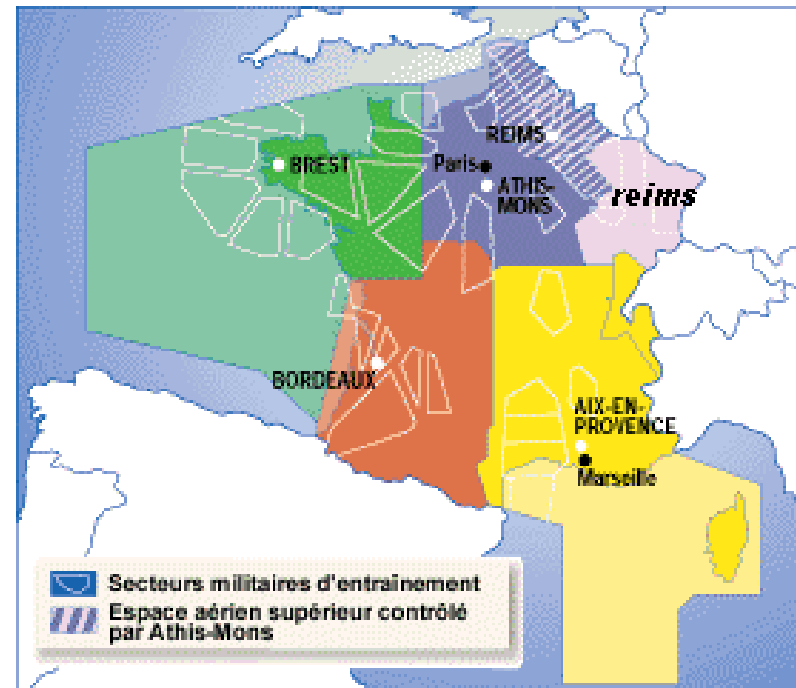 REIMS
BREST
Paris
ATHIS-
MONS
reims
BORDEAUX
AIX-EN-
PROVENCE
Marseille
Secteurs militaires d'entraînement
Espace aérien supérieur contrôlé
par Athis-Mons